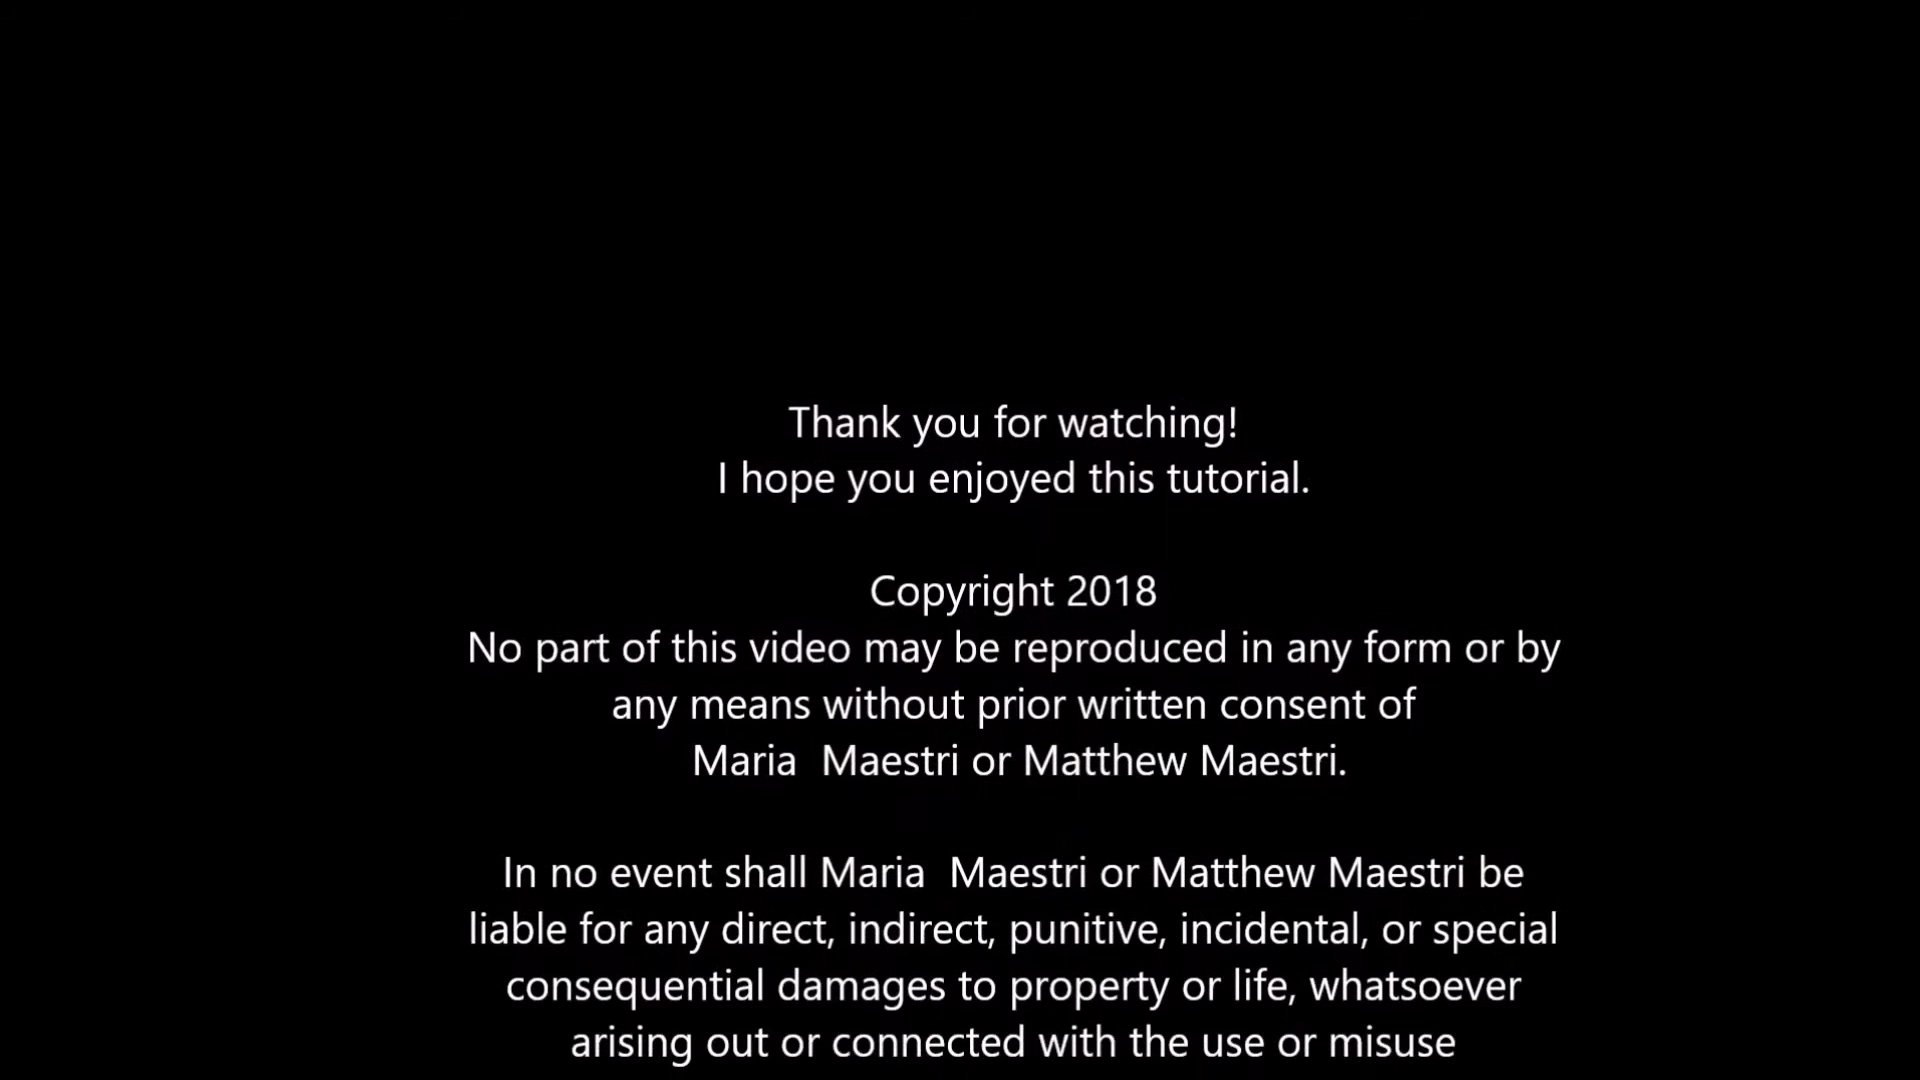 Thank you for watching!
I hope you enjoyed this tutorial.
Copyright 2018
No part of this video may be reproduced in any form or by
any means without prior written consent of
Maria  Maestri or Matthew Maestri.
In no event shall Maria  Maestri or Matthew Maestri be
liable for any direct, indirect, punitive, incidental, or special
consequential damages to property or life, whatsoever
arising out or connected with the use or misuse